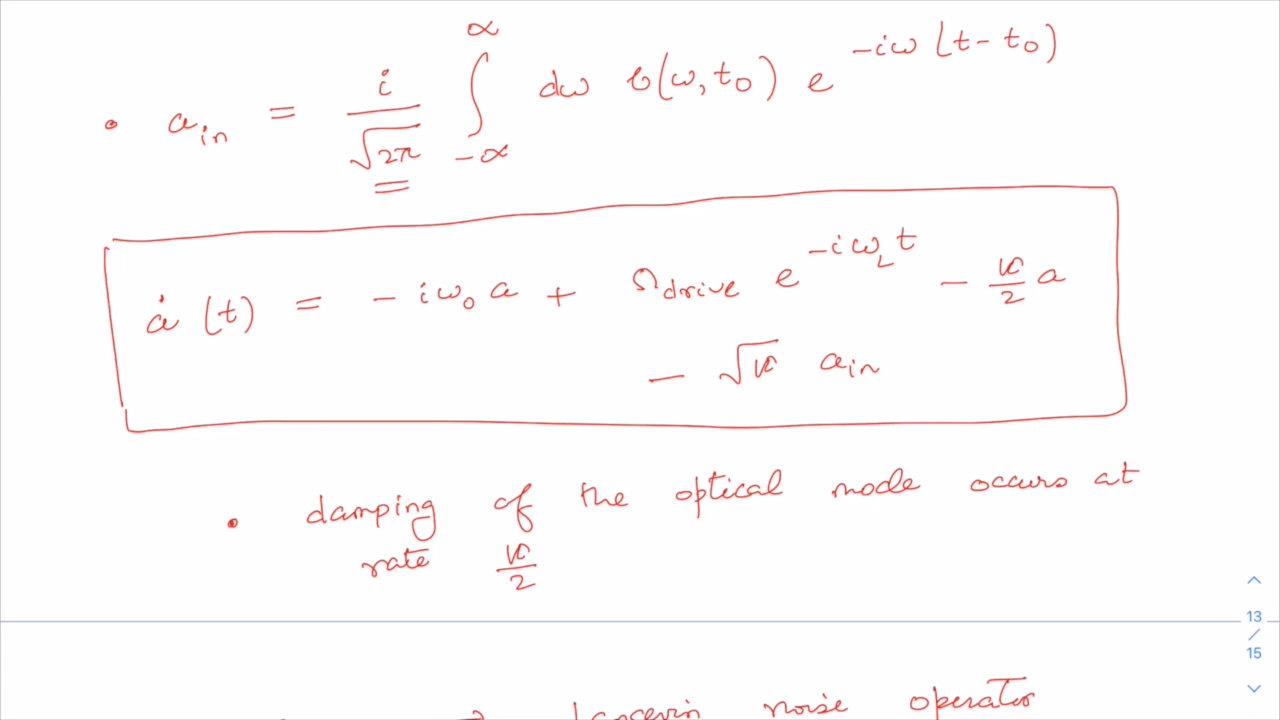 • a_in = i/√2π ∫_{-∝}^{∝} dω b(ω, t₀) e^{-iω(t-t₀)}
ȧ(t) = - iω₀ a + Ω_drive e^{-iω_L t} - κ/2 a
- √κ a_in
• damping of the optical mode occurs at
rate κ/2
13
/
15
Langevin noise operator